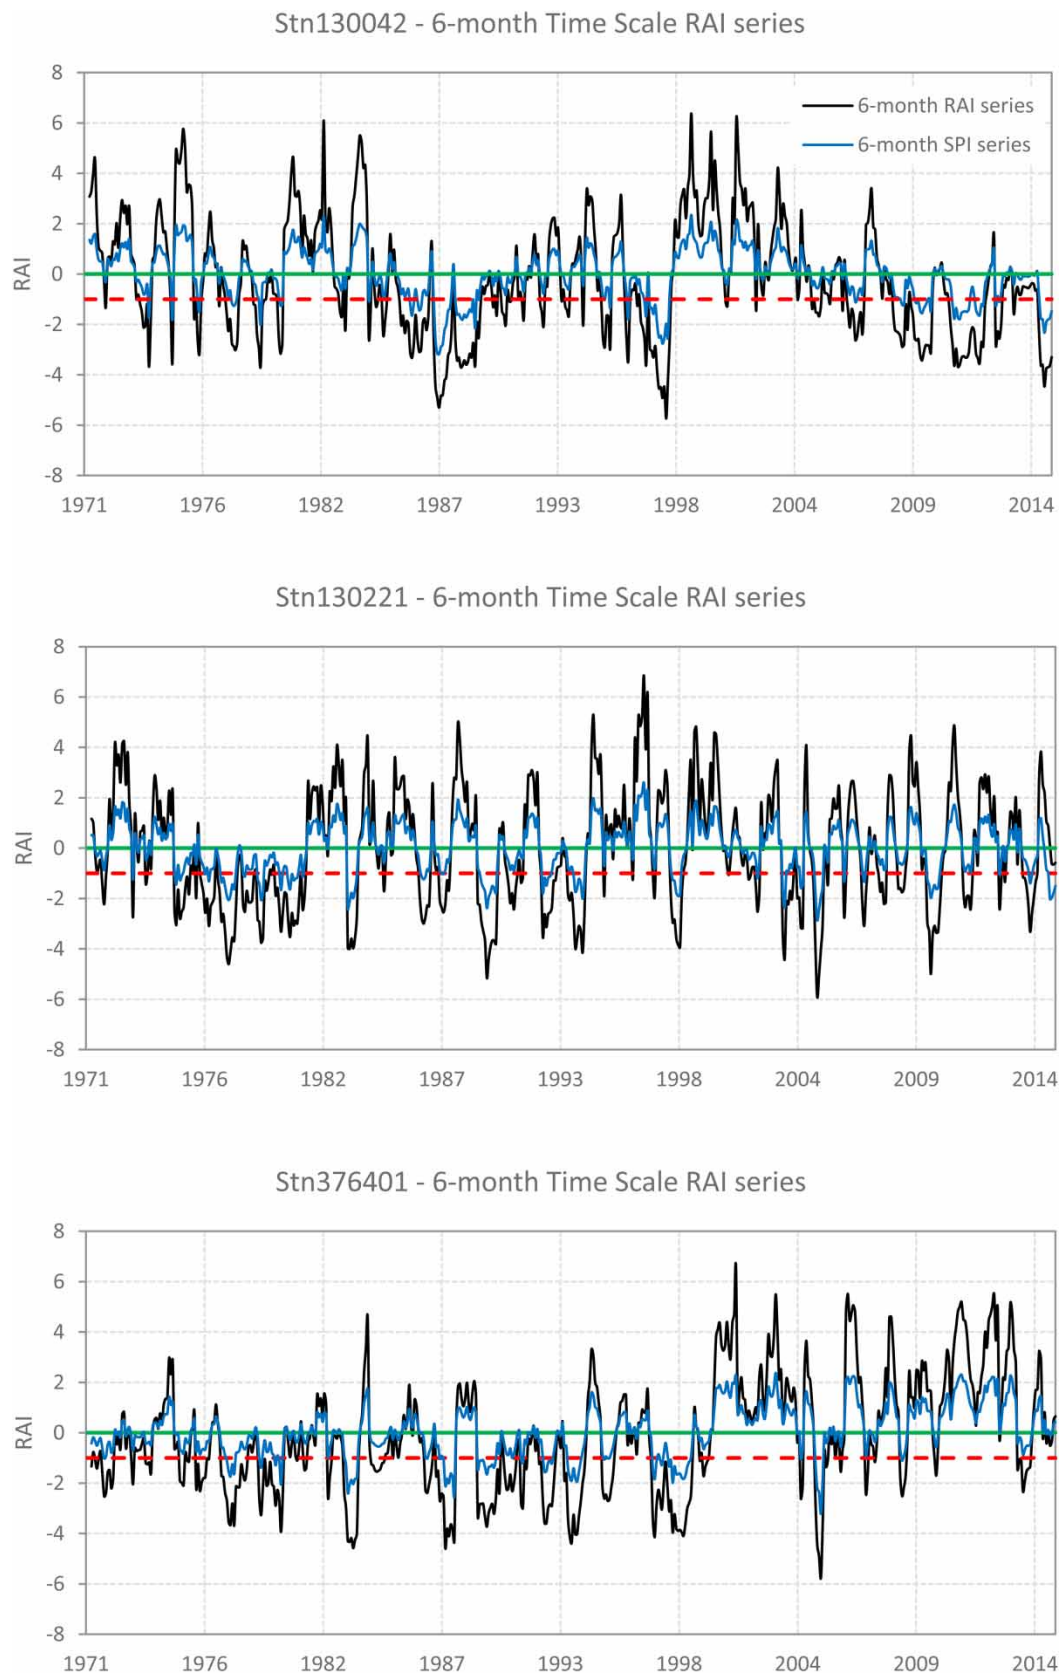 Stn130042 - 6-month Time Scale RAI series
8
6-month RAI series
6
6-month SPI series
4
2
0
-2
-4
-6
-8
RAI
1971 1976 1982 1987 1993 1998 2004 2009 2014
Stn130221 - 6-month Time Scale RAI series
8
6
4
2
0
-2
-4
-6
-8
RAI
1971 1976 1982 1987 1993 1998 2004 2009 2014
Stn376401 - 6-month Time Scale RAI series
8
6
4
2
0
-2
-4
-6
-8
RAI
1971 1976 1982 1987 1993 1998 2004 2009 2014